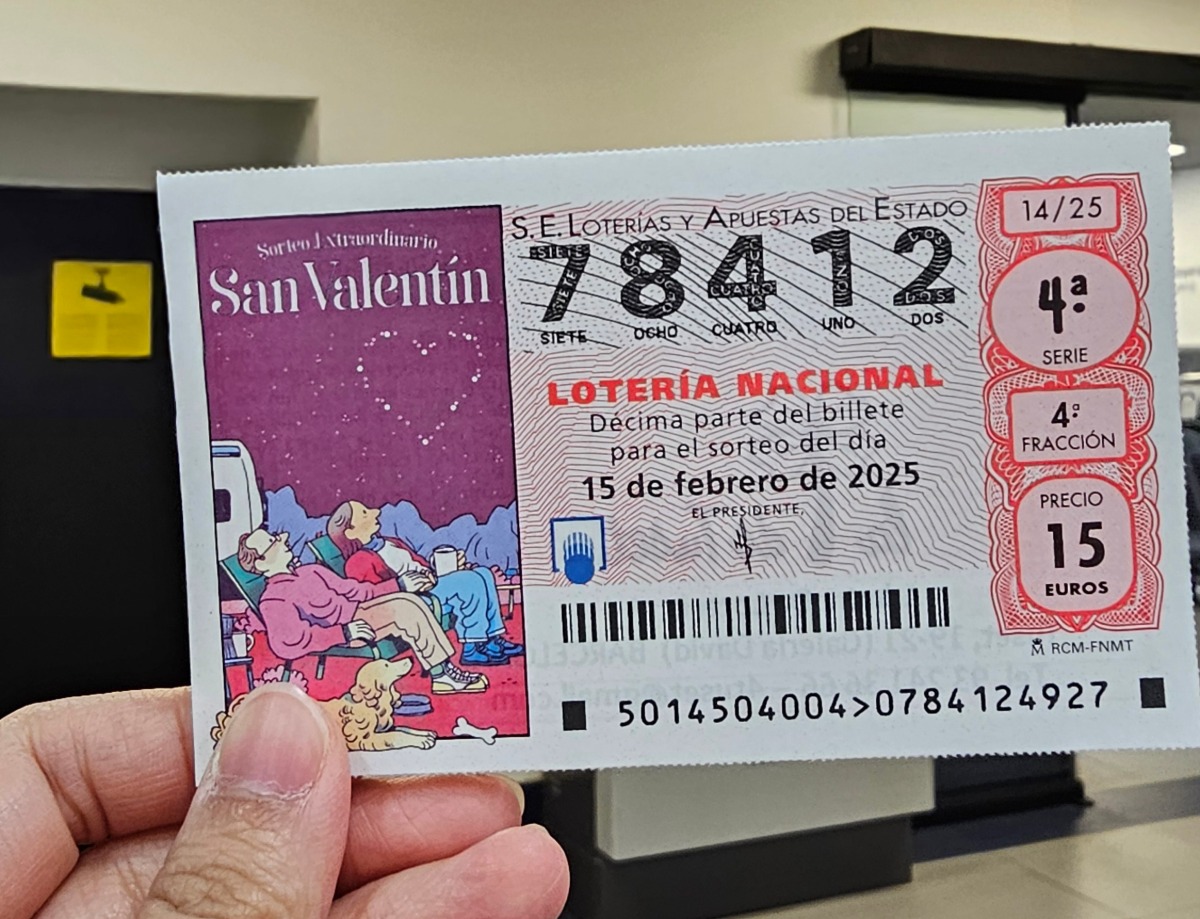 Sorteo Extraordinario
San Valentín
S.E. LOTERÍAS Y APUESTAS DEL ESTADO
78412
SIETE OCHO CUATRO UNO DOS
LOTERÍA NACIONAL
Décima parte del billete
para el sorteo del día
15 de febrero de 2025
EL PRESIDENTE,
14/25
4ª
SERIE
4ª
FRACCIÓN
PRECIO
15
EUROS
RCM-FNMT
5014504004>0784124927